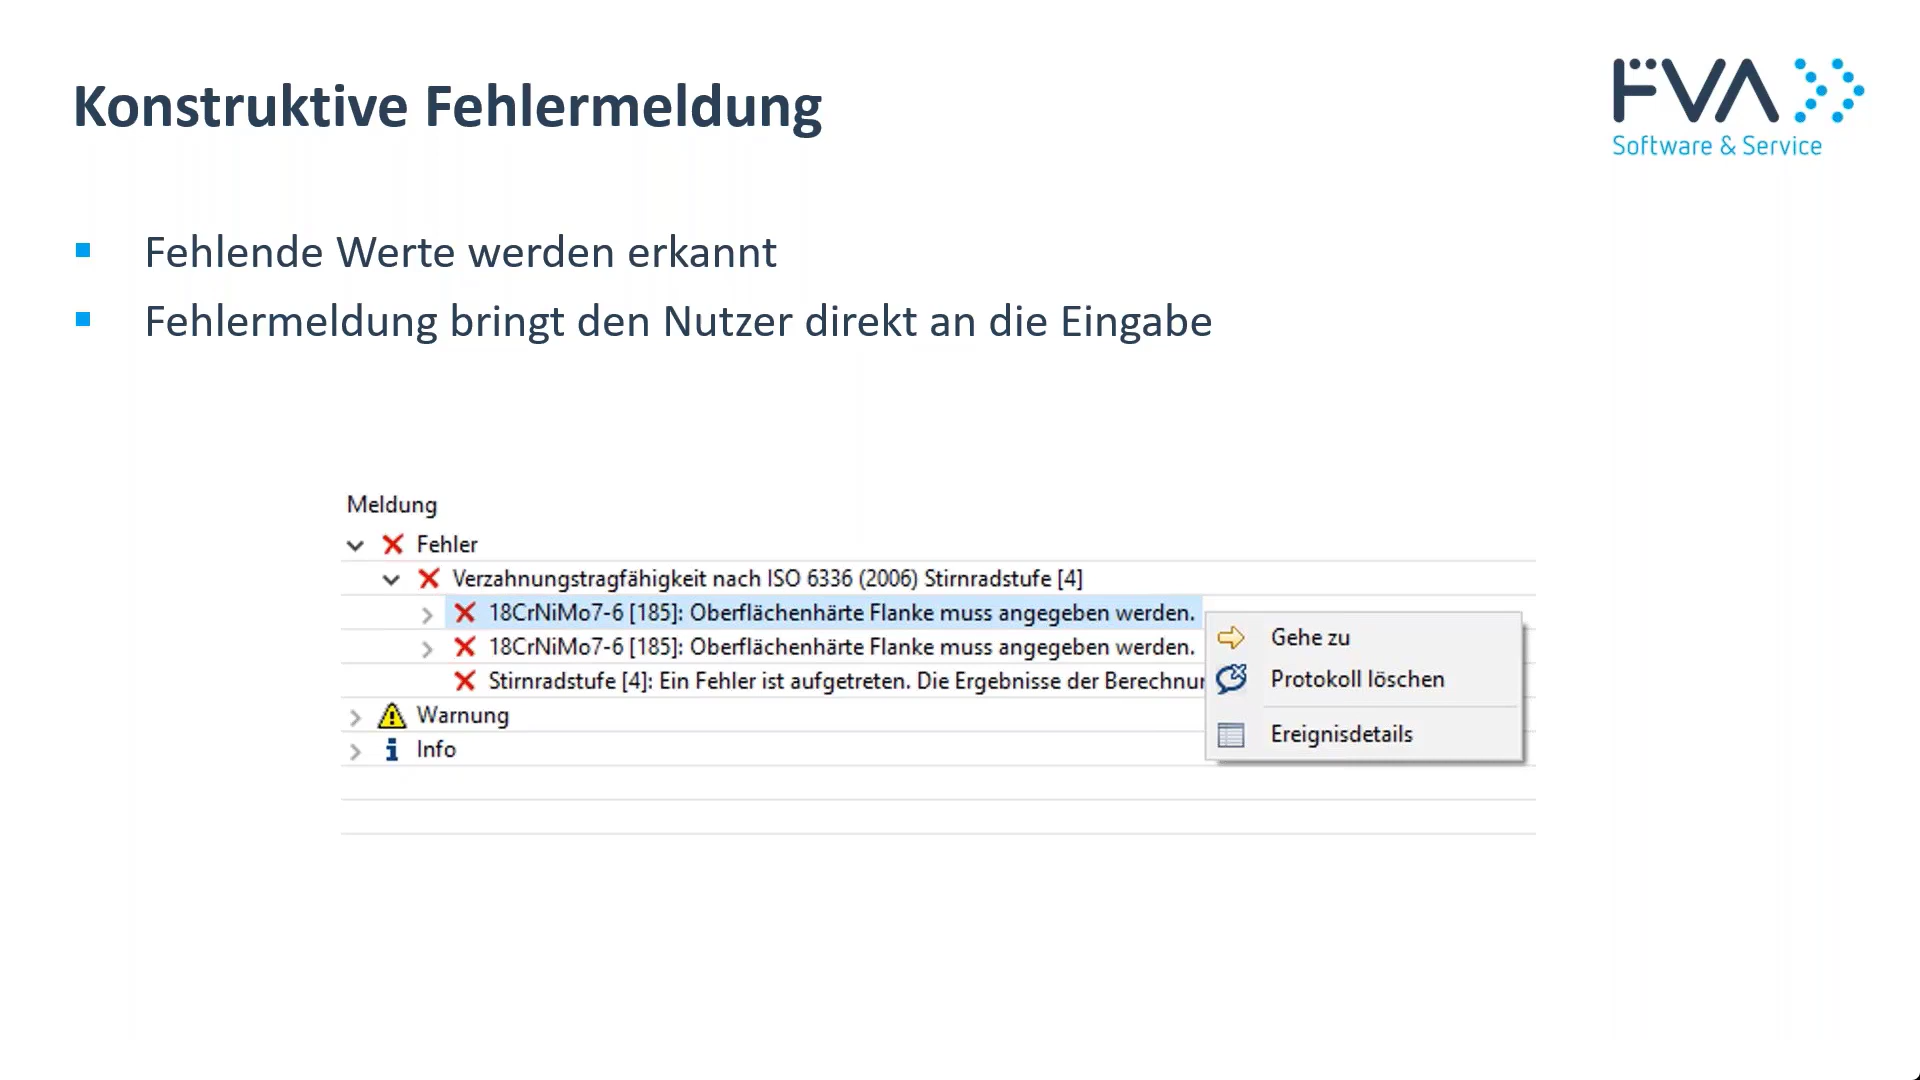 Konstruktive Fehlermeldung
FVA
Software & Service
Fehlende Werte werden erkannt
Fehlermeldung bringt den Nutzer direkt an die Eingabe
Meldung
Fehler
Verzahnungstragfähigkeit nach ISO 6336 (2006) Stirnradstufe [4]
18CrNiMo7-6 [185]: Oberflächenhärte Flanke muss angegeben werden.
18CrNiMo7-6 [185]: Oberflächenhärte Flanke muss angegeben werden.
Stirnradstufe [4]: Ein Fehler ist aufgetreten. Die Ergebnisse der Berechnu
Warnung
Info
Gehe zu
Protokoll löschen
Ereignisdetails